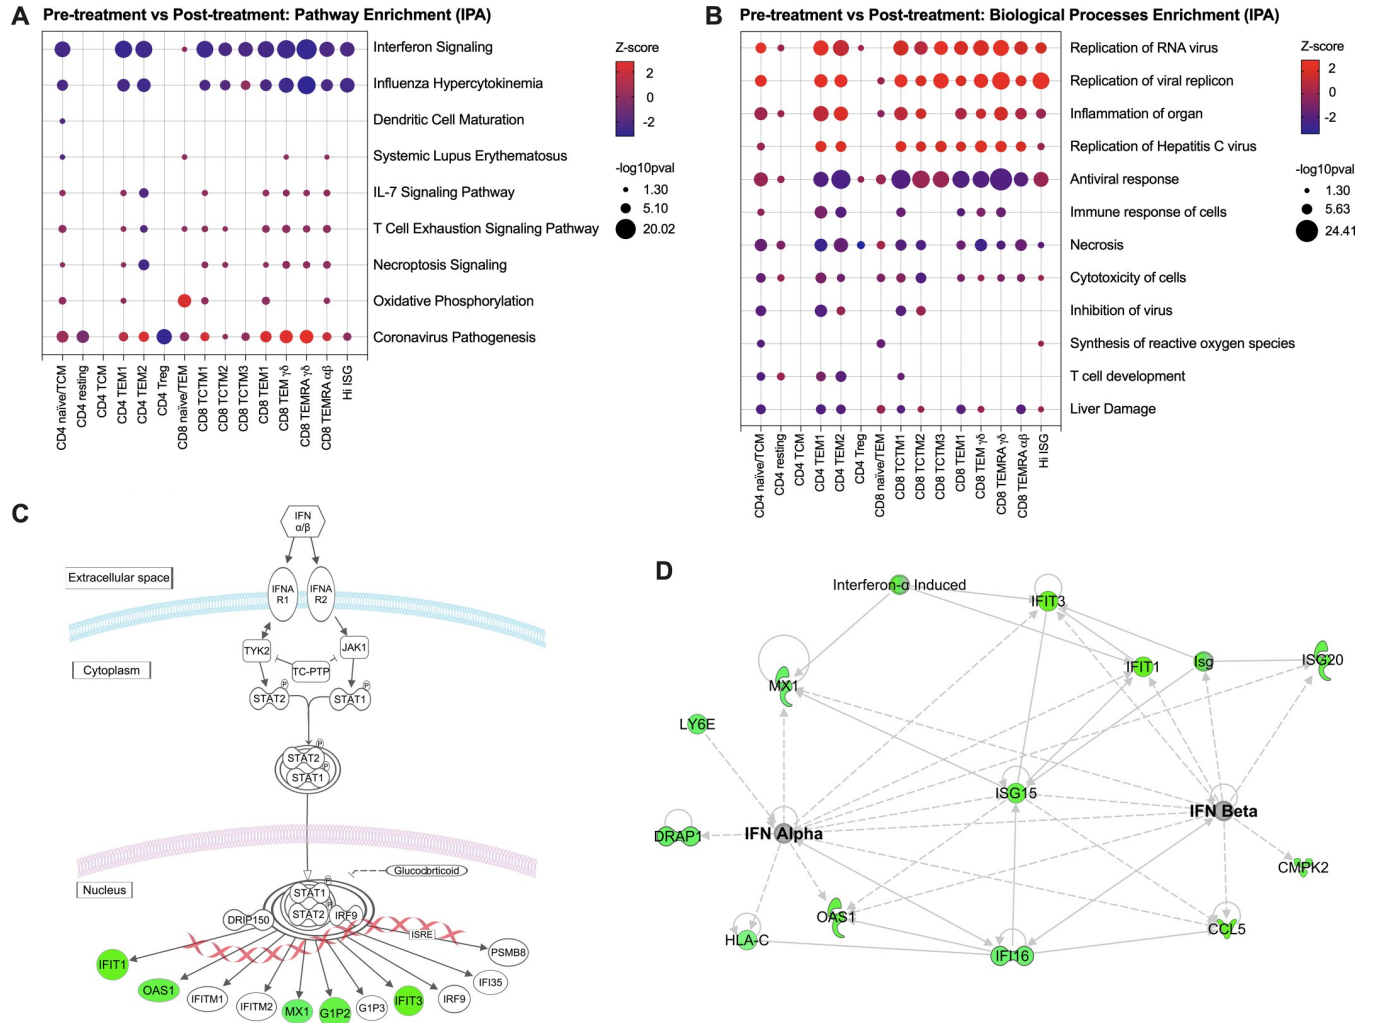 A
Pre-treatment vs Post-treatment: Pathway Enrichment (IPA)
Interferon Signaling
Influenza Hypercytokinemia
Dendritic Cell Maturation
Systemic Lupus Erythematosus
IL-7 Signaling Pathway
T Cell Exhaustion Signaling Pathway
Necroptosis Signaling
Oxidative Phosphorylation
Coronavirus Pathogenesis
Z-score
2
0
-2
-log10pval
1.30
5.10
20.02
CD4 naïve/TCM
CD4 resting
CD4 TCM
CD4 TEM1
CD4 TEM2
CD4 Treg
CD8 naïve/TEM
CD8 TCTM1
CD8 TCTM2
CD8 TCTM3
CD8 TEM1
CD8 TEM γδ
CD8 TEMRA γδ
CD8 TEMRA αβ
Hi ISG
B
Pre-treatment vs Post-treatment: Biological Processes Enrichment (IPA)
Replication of RNA virus
Replication of viral replicon
Inflammation of organ
Replication of Hepatitis C virus
Antiviral response
Immune response of cells
Necrosis
Cytotoxicity of cells
Inhibition of virus
Synthesis of reactive oxygen species
T cell development
Liver Damage
Z-score
2
0
-2
-log10pval
1.30
5.63
24.41
CD4 naïve/TCM
CD4 resting
CD4 TCM
CD4 TEM1
CD4 TEM2
CD4 Treg
CD8 naïve/TEM
CD8 TCTM1
CD8 TCTM2
CD8 TCTM3
CD8 TEM1
CD8 TEM γδ
CD8 TEMRA γδ
CD8 TEMRA αβ
Hi ISG
C
IFN
α/β
Extracellular space
IFNA
R1
IFNA
R2
Cytoplasm
TYK2
JAK1
TC-PTP
STAT2
P
STAT1
P
STAT2
P
STAT1
P
Nucleus
Glucocorticoid
STAT1
P
STAT2
P
IRF9
DRIP150
ISRE
IFIT1
OAS1
IFITM1
IFITM2
MX1
G1P2
G1P3
IFIT3
IRF9
IFI35
PSMB8
D
Interferon-α Induced
IFIT3
IFIT1
Isg
ISG20
MX1
LY6E
ISG15
IFN Beta
DRAP1
IFN Alpha
CMPK2
OAS1
HLA-C
IFI16
CCL5